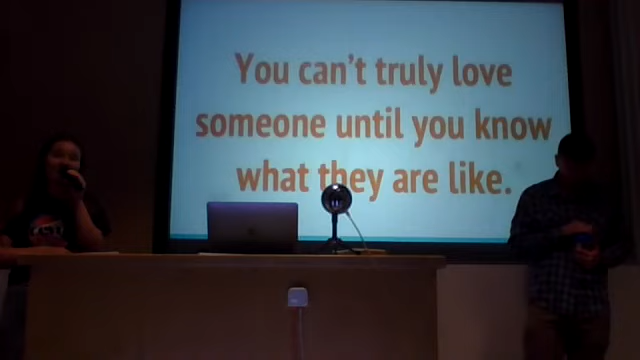 You can't truly love
someone until you know
what they are like.